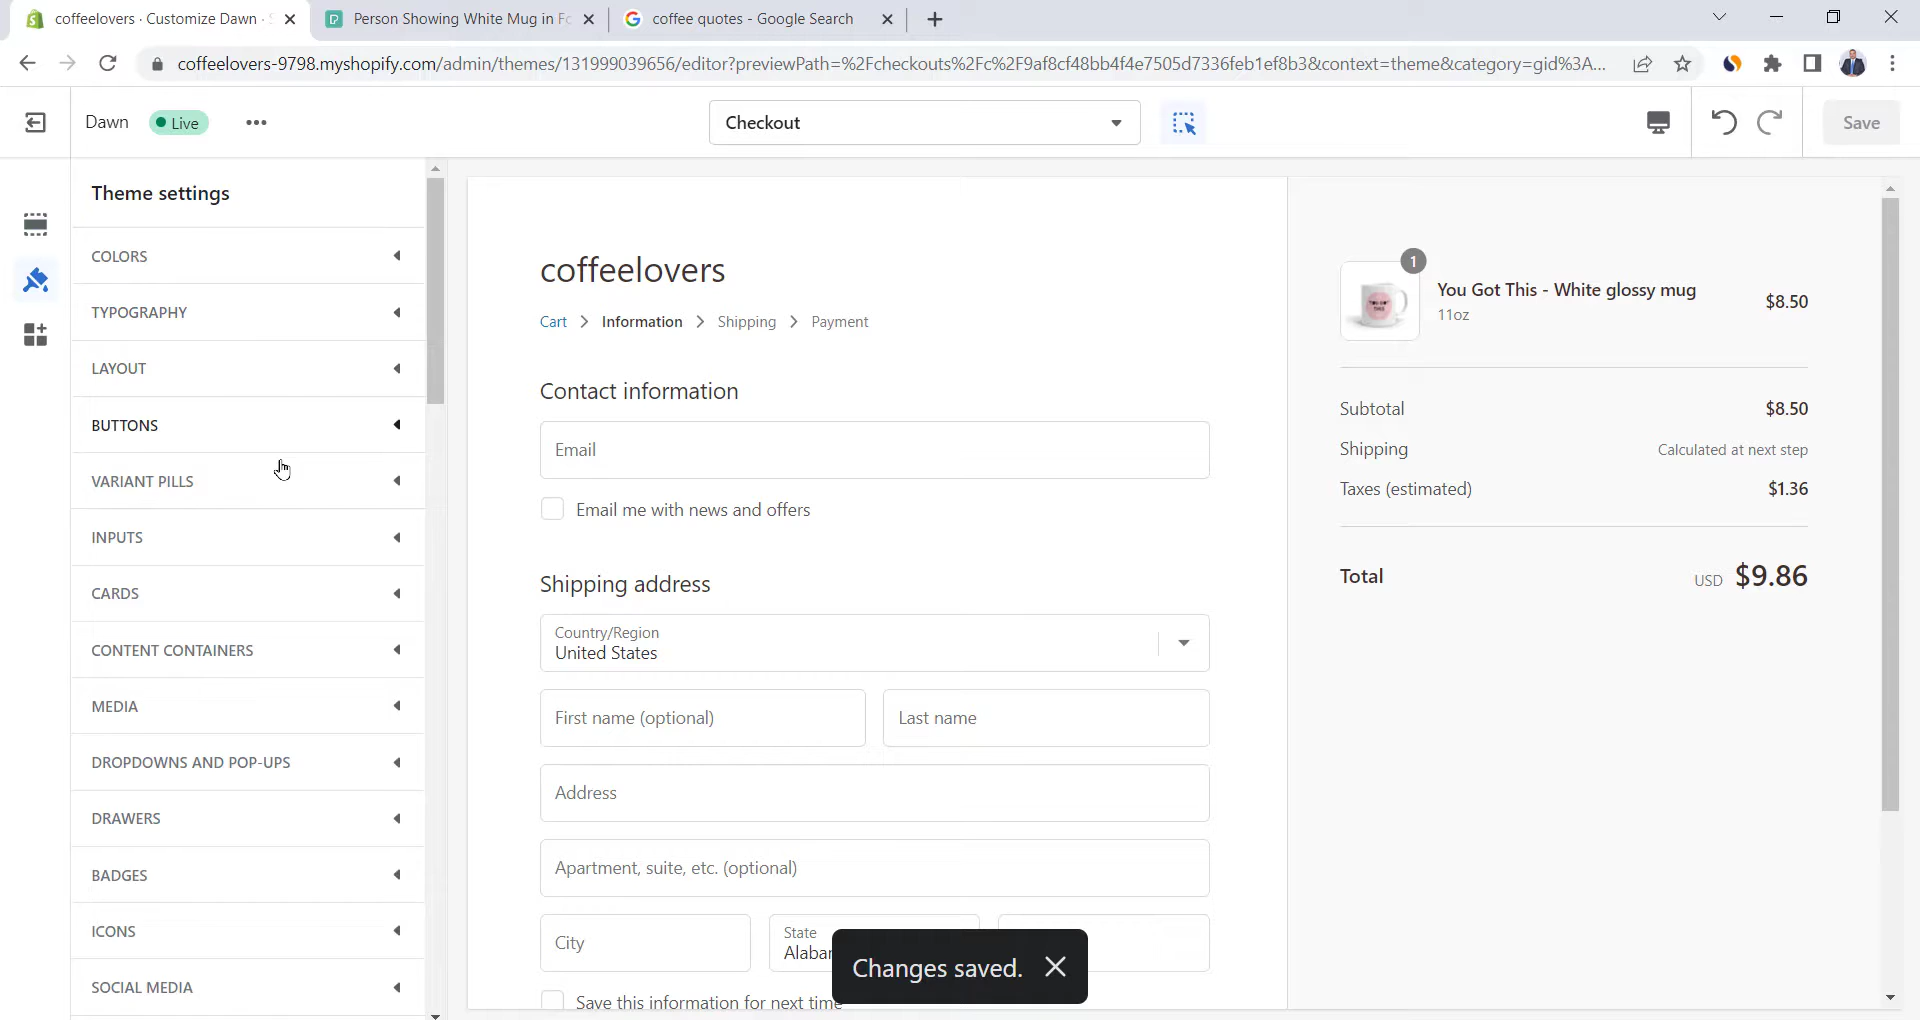 coffeelovers · Customize Dawn ·
Person Showing White Mug in Fo
coffee quotes - Google Search
coffeelovers-9798.myshopify.com/admin/themes/131999039656/editor?previewPath=%2Fcheckouts%2Fc%2F9af8cf48bb4f4e7505d7336feb1ef8b3&context=theme&category=gid%3A...
Dawn
Live
Checkout
Save
Theme settings
COLORS
TYPOGRAPHY
LAYOUT
BUTTONS
VARIANT PILLS
INPUTS
CARDS
CONTENT CONTAINERS
MEDIA
DROPDOWNS AND POP-UPS
DRAWERS
BADGES
ICONS
SOCIAL MEDIA
coffeelovers
Cart > Information > Shipping > Payment
Contact information
Email
Email me with news and offers
Shipping address
Country/Region
United States
First name (optional)
Last name
Address
Apartment, suite, etc. (optional)
City
State
Alabar
Save this information for next time
Changes saved.
1
You Got This - White glossy mug
11oz
$8.50
Subtotal
$8.50
Shipping
Calculated at next step
Taxes (estimated)
$1.36
Total
USD $9.86